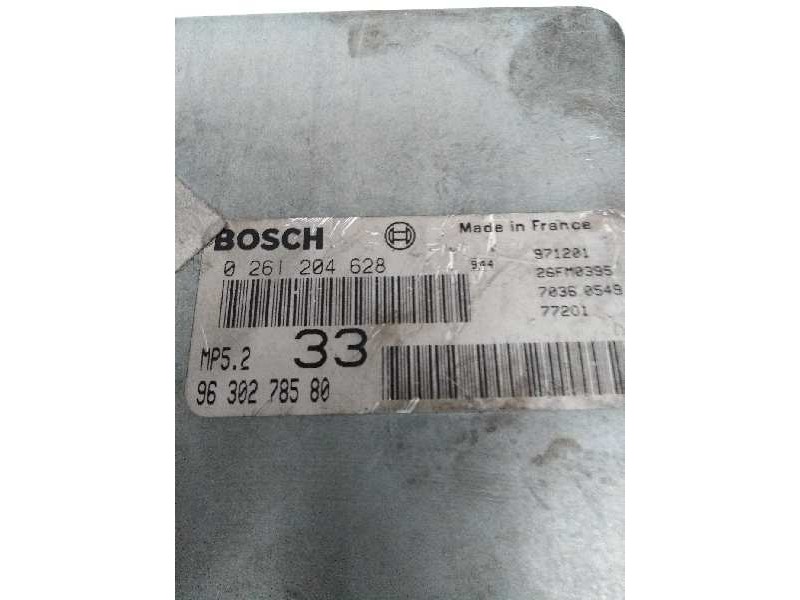 BOSCH Made in France
0 261 204 628 944 971201
26FM0395
7036 0549
77201
MP5.2 33
96 302 785 80